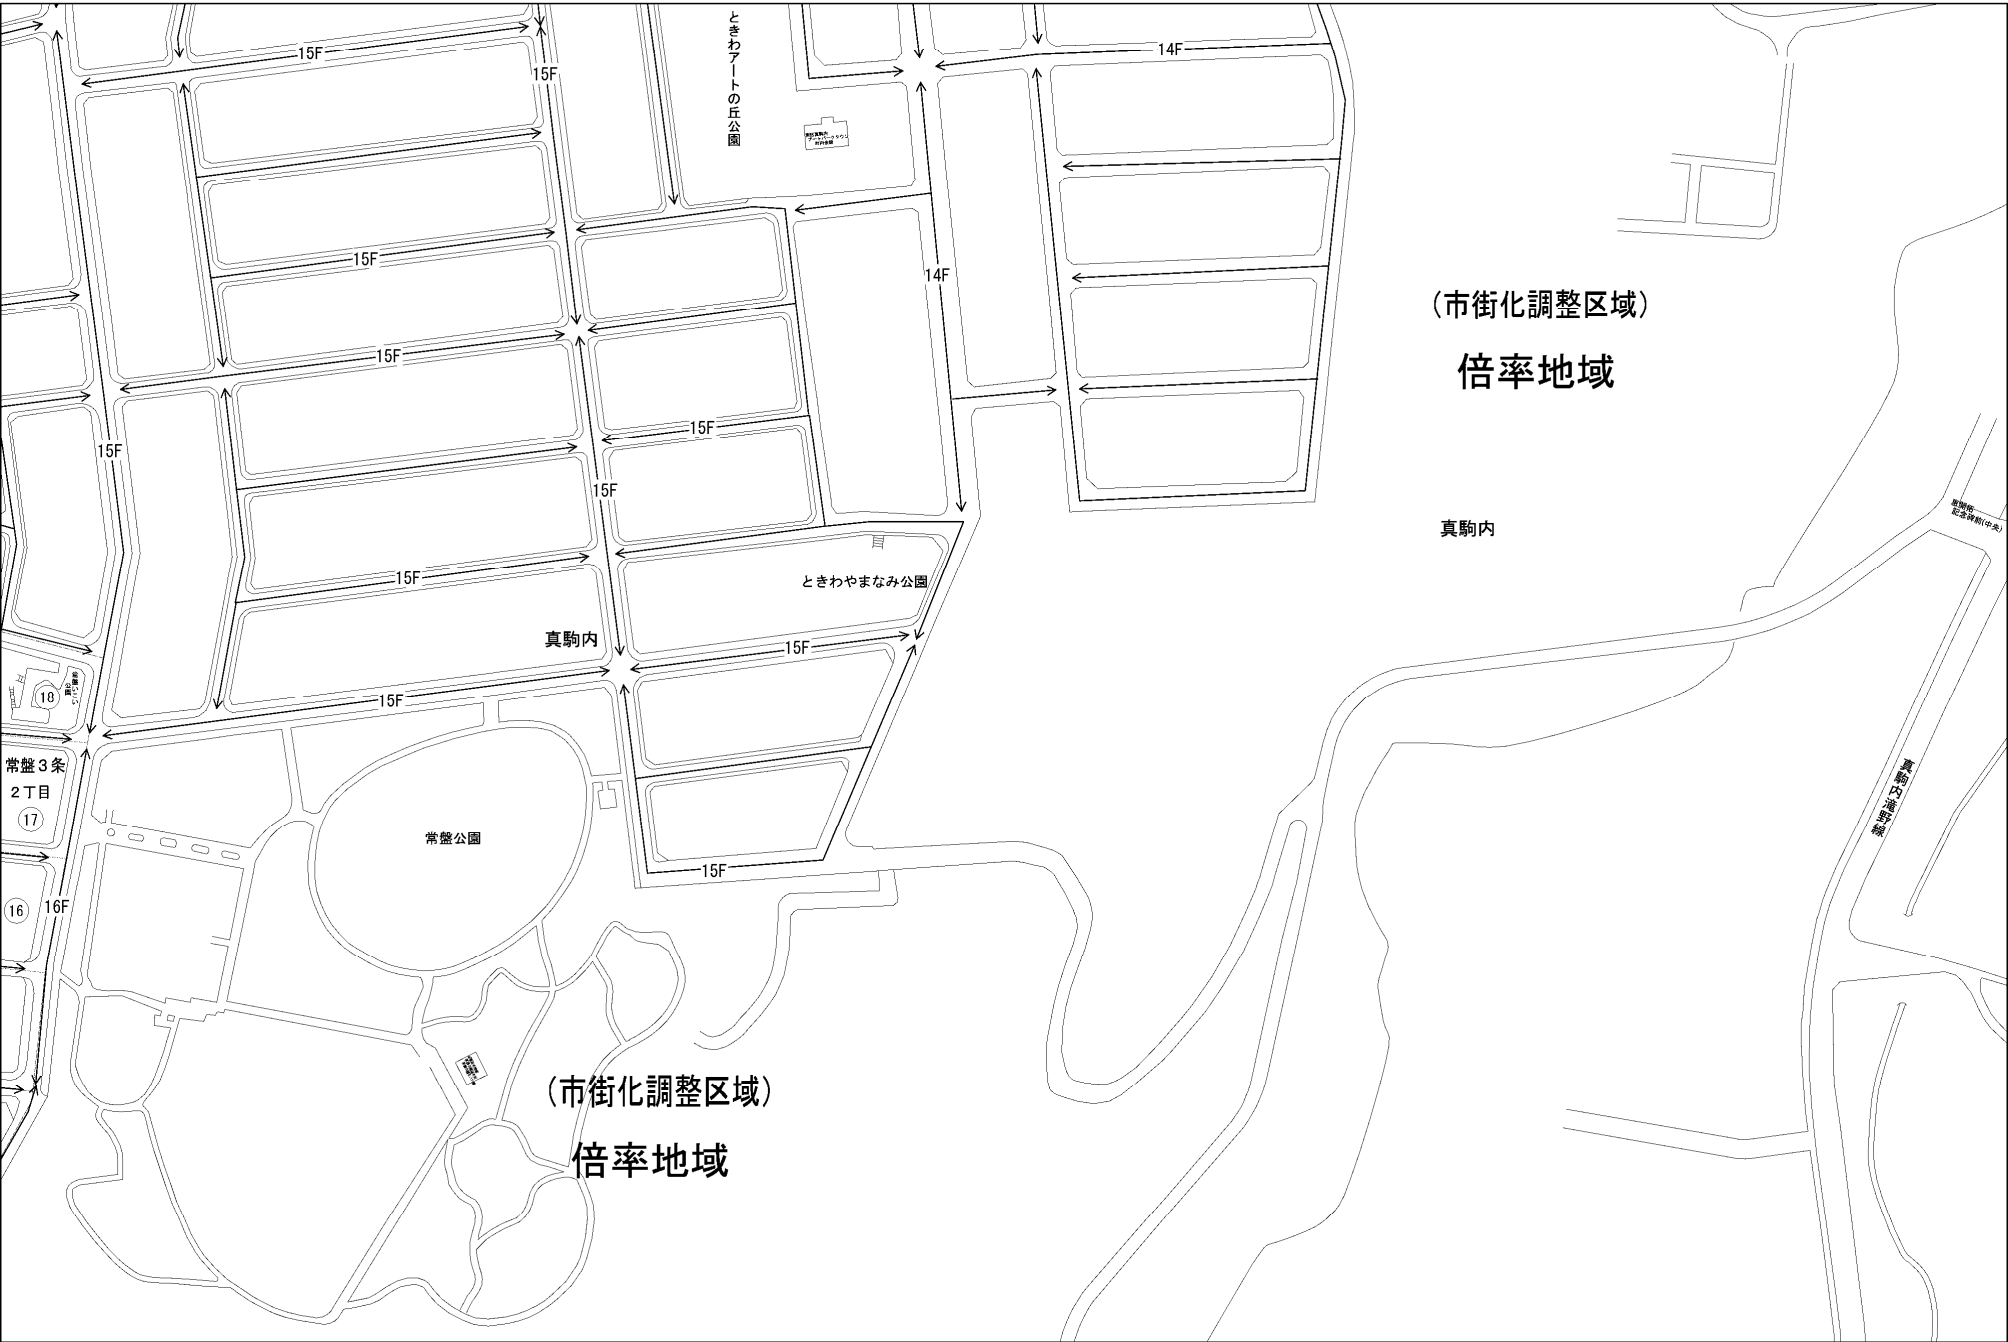 15F
15F
ときわアートの丘公園
14F
15F
14F
（市街化調整区域）
倍率地域
15F
15F
15F
15F
真駒内
15F
ときわやまなみ公園
真駒内
15F
15F
18
常盤３条
２丁目
17
真駒内滝野線
常盤公園
15F
16
16F
（市街化調整区域）
倍率地域